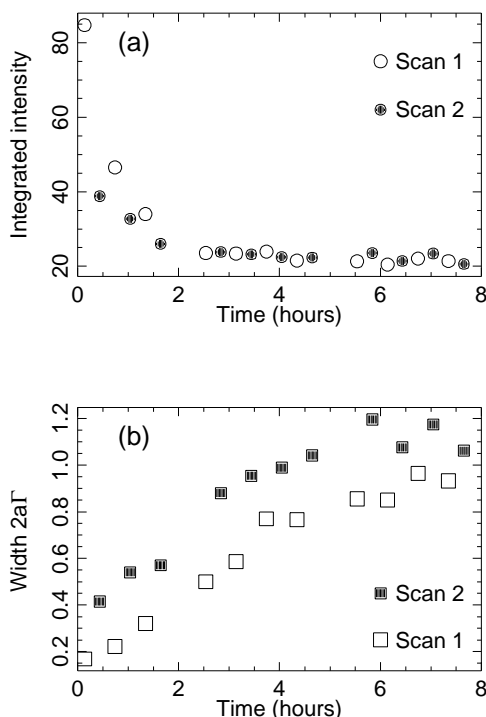 (a)
Scan 1
Scan 2
Integrated intensity
20 40 60 80
0 2 4 6 8
Time (hours)
(b)
Scan 2
Scan 1
Width 2aΓ
0.2 0.4 0.6 0.8 1.0 1.2
0 2 4 6 8
Time (hours)